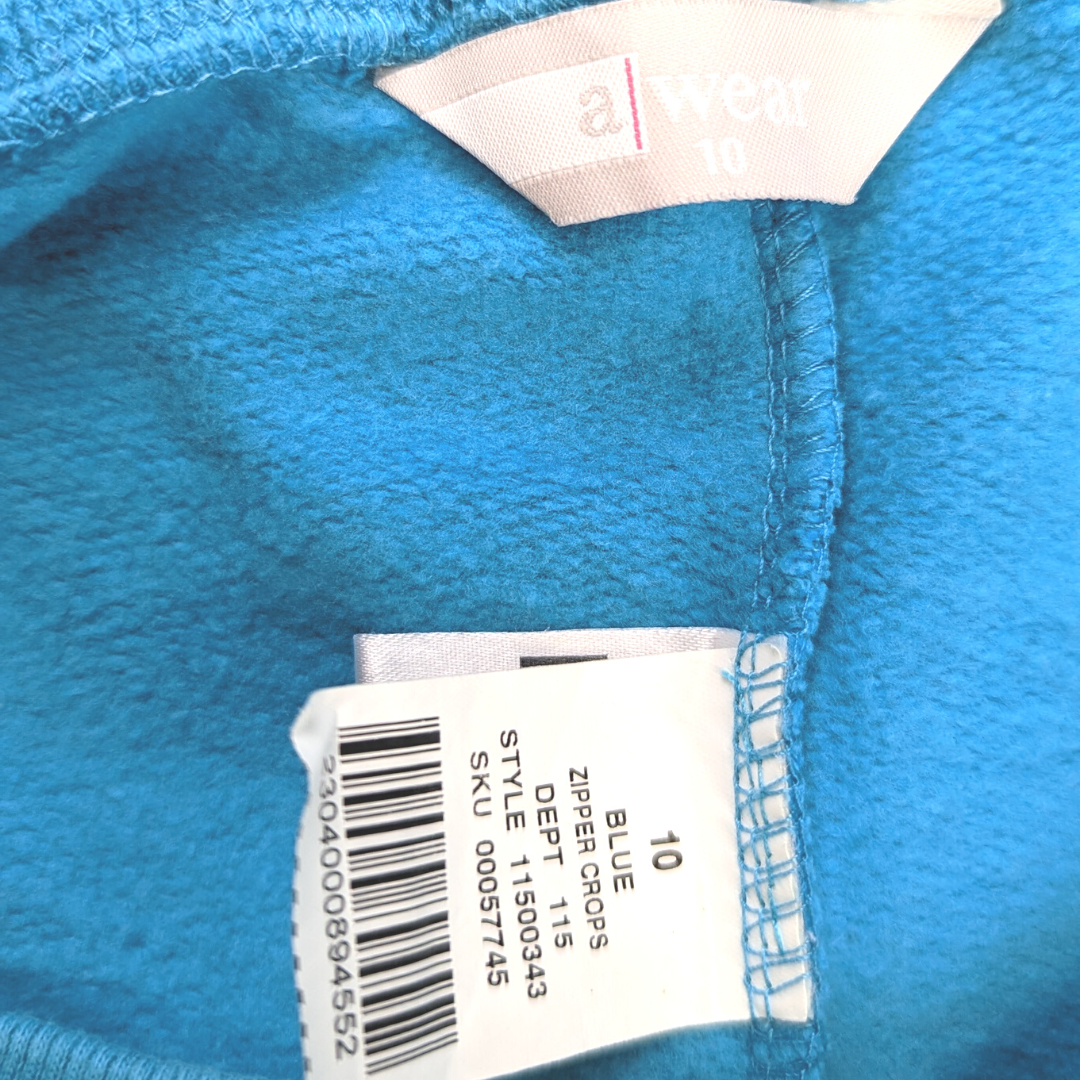 a wear
10
10
BLUE
ZIPPER CROPS
DEPT 115
STYLE 11500343
SKU 00057745
2304000894552